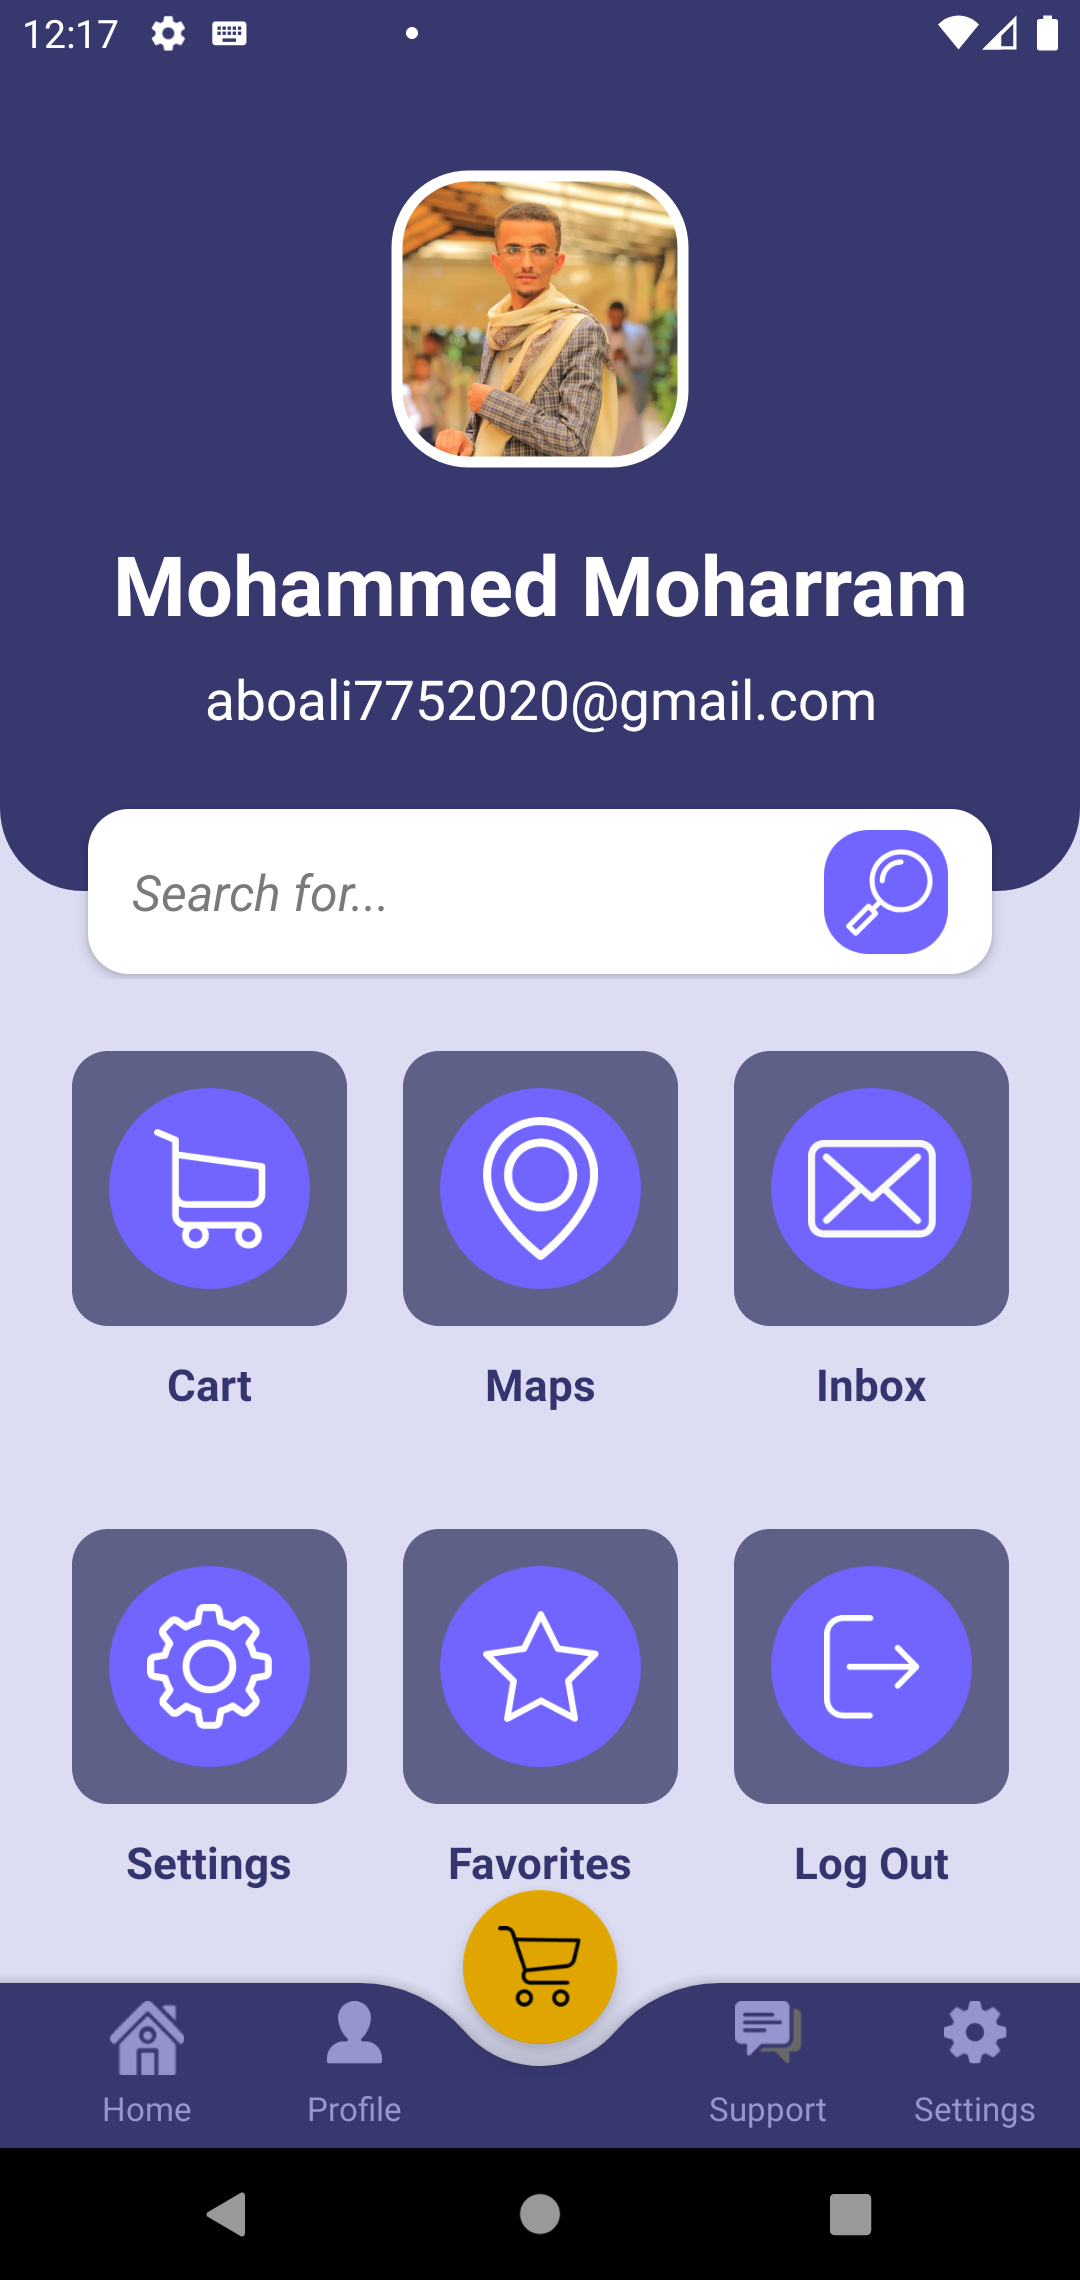 12:17
Mohammed Moharram
aboali7752020@gmail.com
Search for...
Cart
Maps
Inbox
Settings
Favorites
Log Out
Home
Profile
Support
Settings